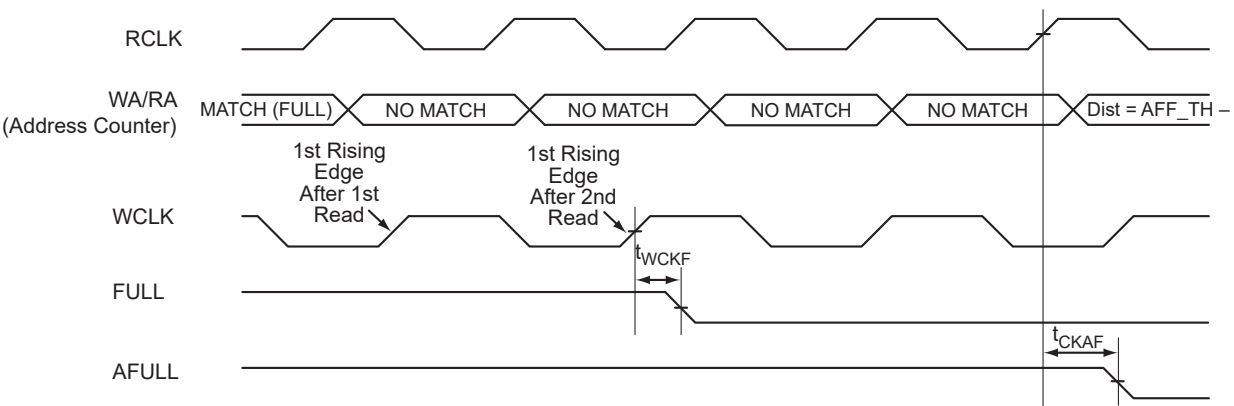 RCLK
WA/RA
(Address Counter)
MATCH (FULL)
NO MATCH
NO MATCH
NO MATCH
NO MATCH
Dist = AFF_TH –
1st Rising
Edge
After 1st
Read
1st Rising
Edge
After 2nd
Read
WCLK
tWCKF
FULL
tCKAF
AFULL